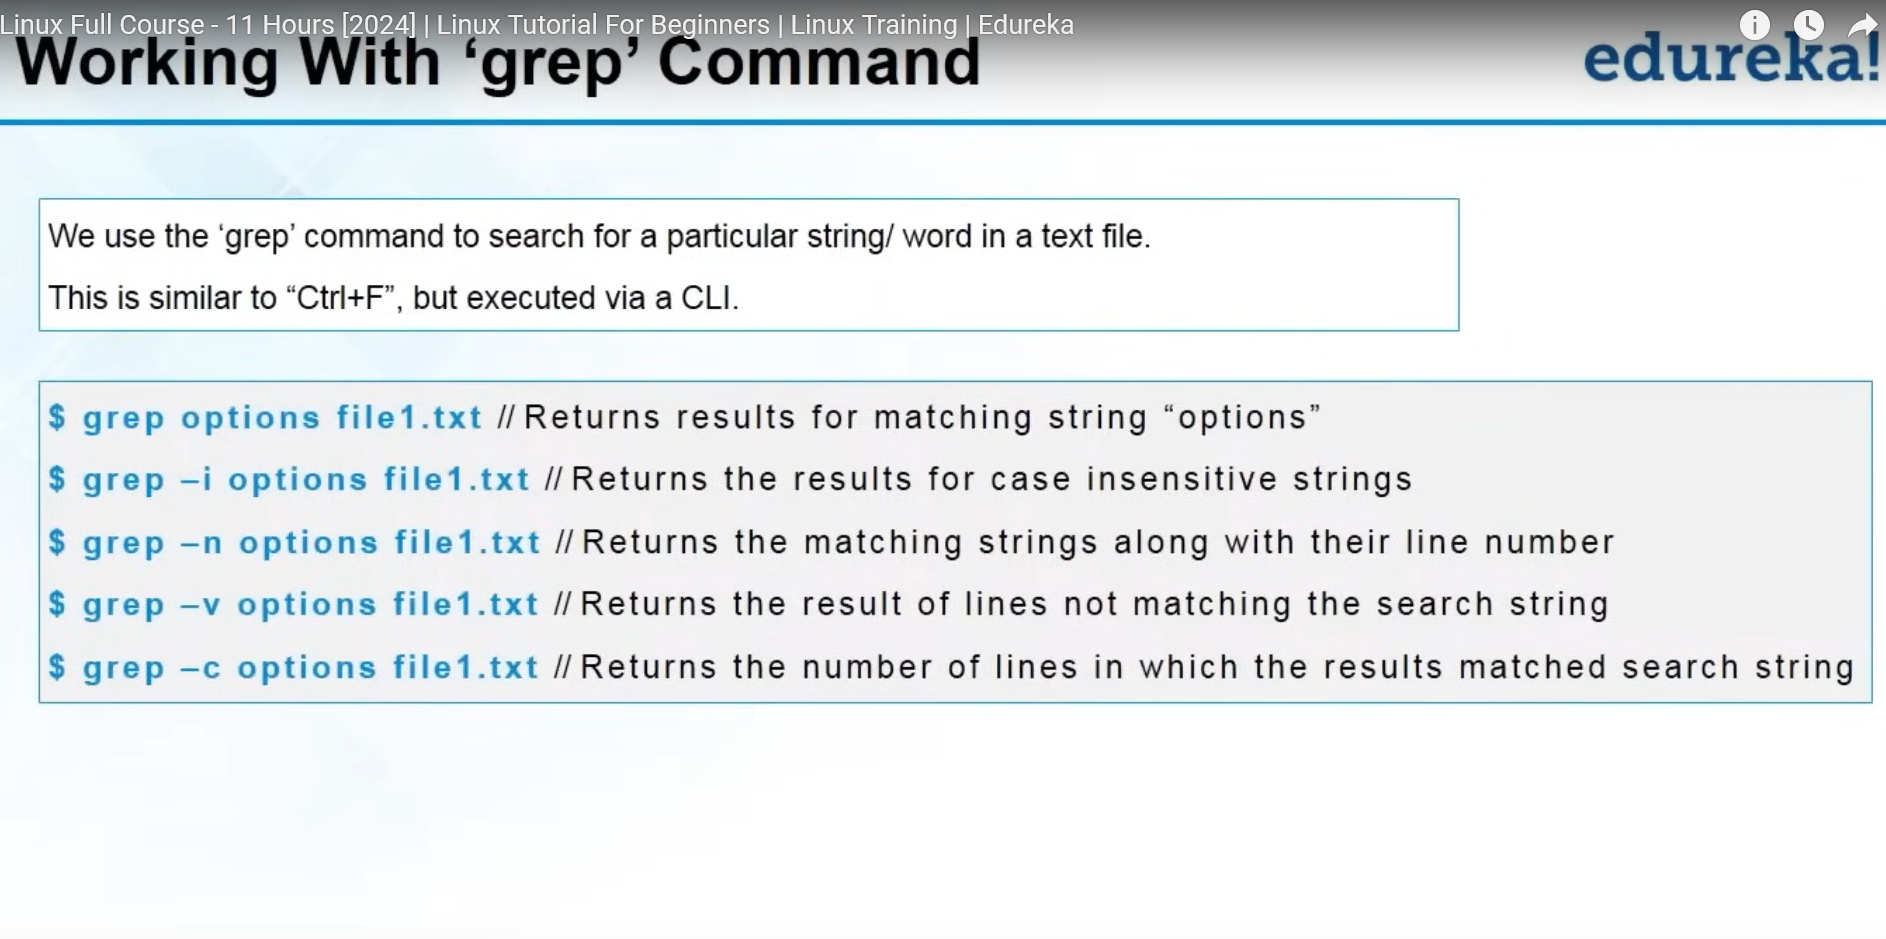 Linux Full Course - 11 Hours [2024] | Linux Tutorial For Beginners | Linux Training | Edureka
Working With ‘grep’ Command
edureka!
We use the ‘grep’ command to search for a particular string/ word in a text file.
This is similar to “Ctrl+F”, but executed via a CLI.
$ grep options file1.txt // Returns results for matching string “options”
$ grep –i options file1.txt // Returns the results for case insensitive strings
$ grep –n options file1.txt // Returns the matching strings along with their line number
$ grep –v options file1.txt // Returns the result of lines not matching the search string
$ grep –c options file1.txt // Returns the number of lines in which the results matched search string